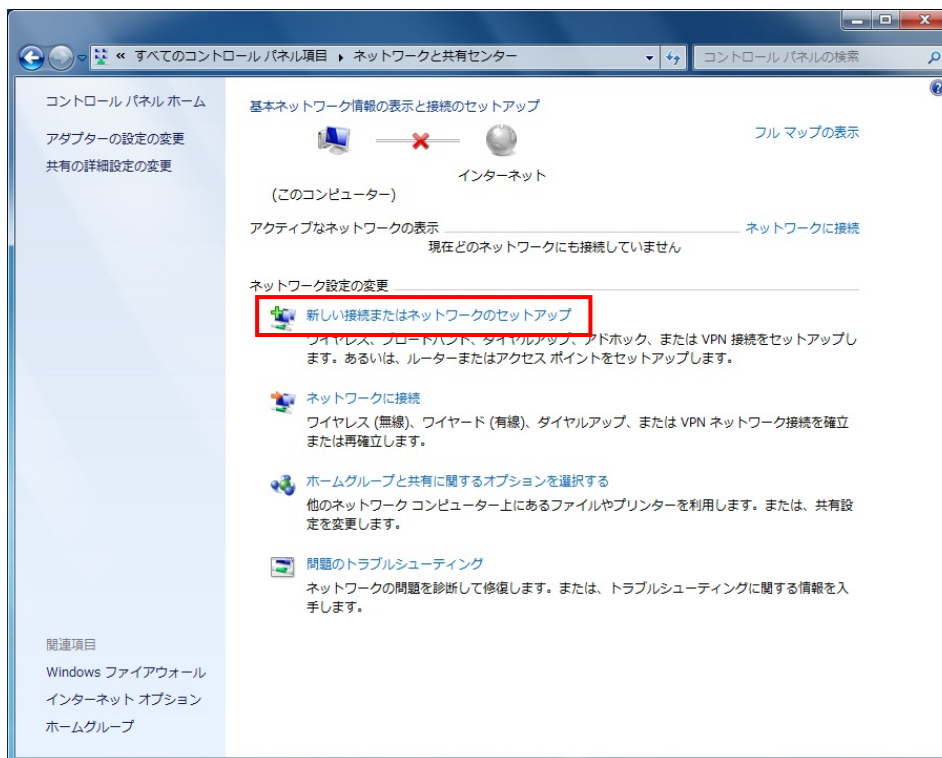 « すべてのコントロール パネル項目 ▶ ネットワークと共有センター
コントロール パネルの検索
コントロール パネル ホーム
アダプターの設定の変更
共有の詳細設定の変更
基本ネットワーク情報の表示と接続のセットアップ
フル マップの表示
インターネット
(このコンピューター)
アクティブなネットワークの表示
ネットワークに接続
現在どのネットワークにも接続していません
ネットワーク設定の変更
新しい接続またはネットワークのセットアップ
ワイヤレス、ブロードバンド、ダイヤルアップ、アドホック、または VPN 接続をセットアップし
ます。あるいは、ルーターまたはアクセス ポイントをセットアップします。
ネットワークに接続
ワイヤレス (無線)、ワイヤード (有線)、ダイヤルアップ、または VPN ネットワーク接続を確立
または再確立します。
ホームグループと共有に関するオプションを選択する
他のネットワーク コンピューター上にあるファイルやプリンターを利用します。または、共有設
定を変更します。
問題のトラブルシューティング
ネットワークの問題を診断して修復します。または、トラブルシューティングに関する情報を入
手します。
関連項目
Windows ファイアウォール
インターネット オプション
ホームグループ